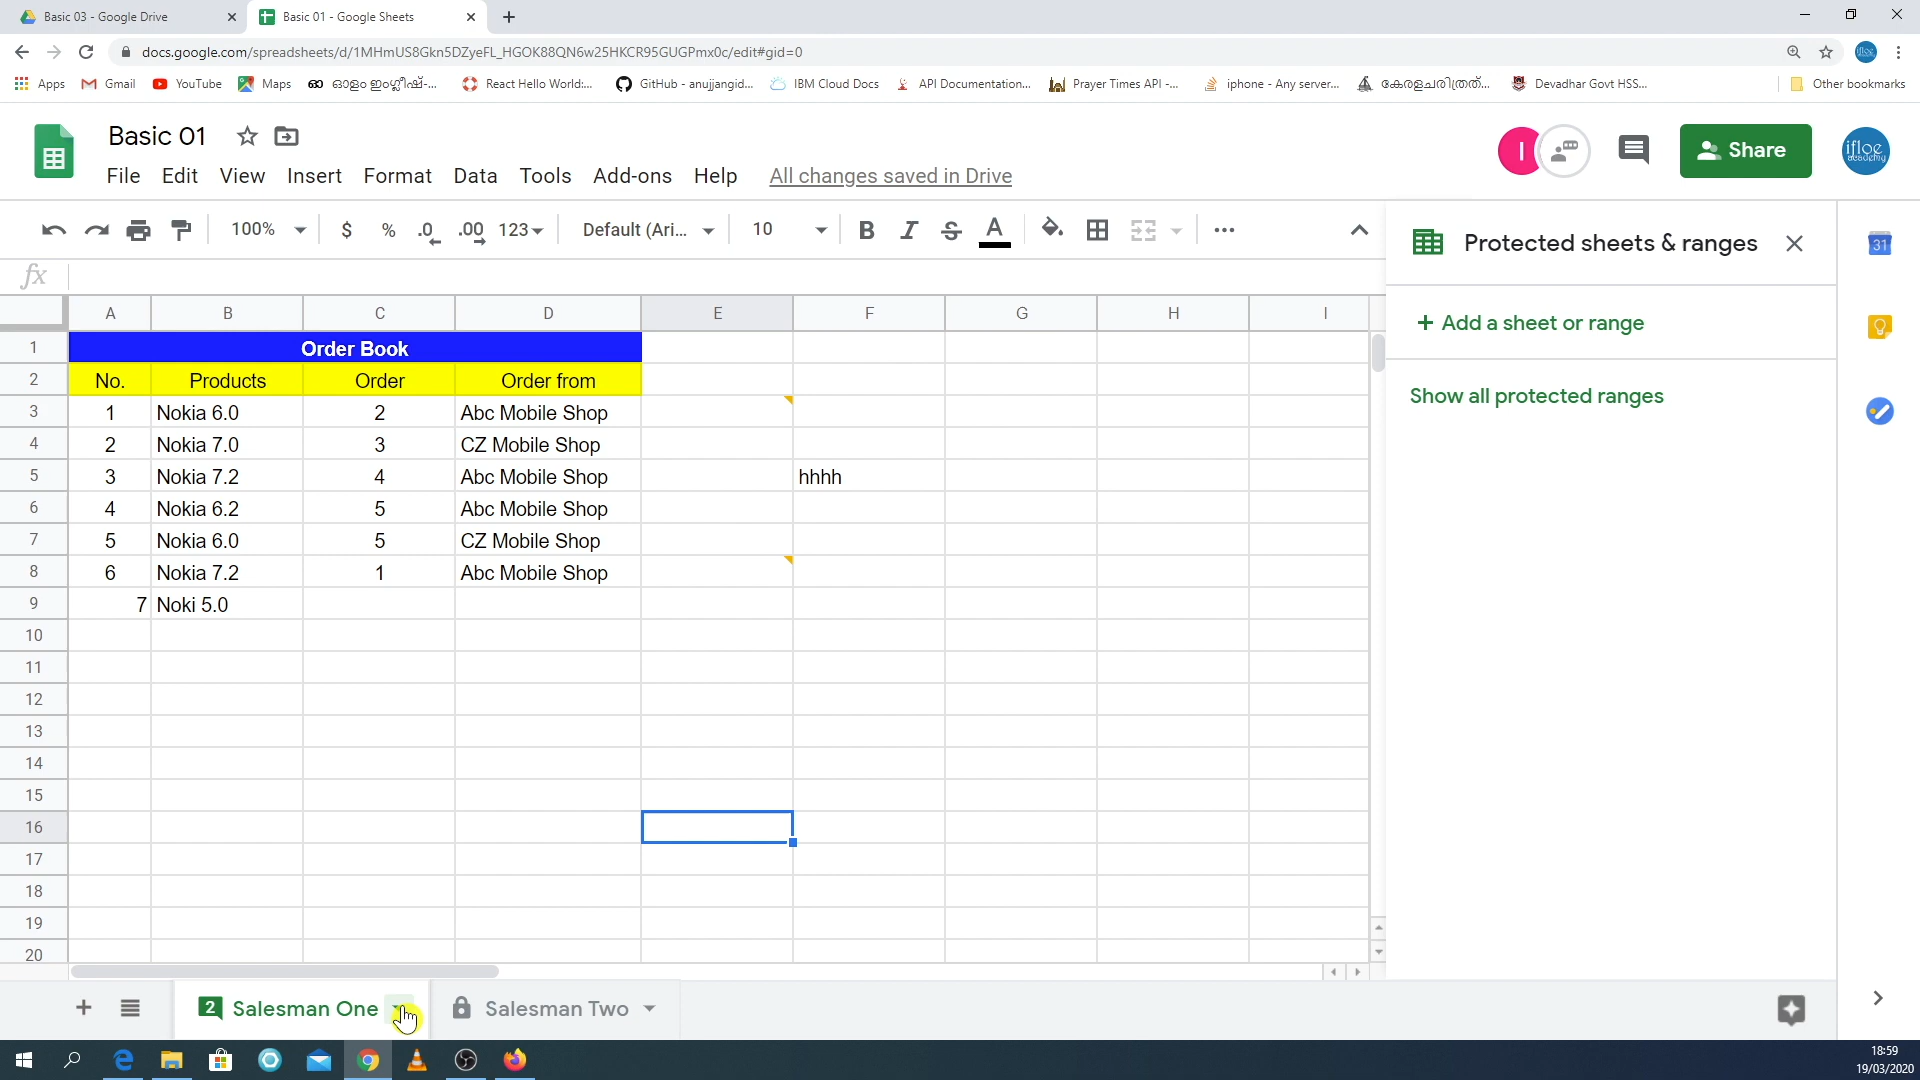 Basic 03 - Google Drive
Basic 01 - Google Sheets
docs.google.com/spreadsheets/d/1MHmUS8Gkn5DZyeFL_HGOK88QN6w25HKCR95GUGPmx0c/edit#gid=0
Apps Gmail YouTube Maps ഓളം ഇംഗ്ലീഷ്-... React Hello World:... GitHub - anujjangid... IBM Cloud Docs API Documentation... Prayer Times API -... iphone - Any server... കേരളചരിത്രത്... Devadhar Govt HSS... Other bookmarks
Basic 01
I
Share
ifloe academy
File Edit View Insert Format Data Tools Add-ons Help All changes saved in Drive
100% $ % .0 .00 123 Default (Ari... 10 B I S A
Protected sheets & ranges
31
fx
A B C D E F G H I
+ Add a sheet or range
1 Order Book
2 No. Products Order Order from
Show all protected ranges
3 1 Nokia 6.0 2 Abc Mobile Shop
4 2 Nokia 7.0 3 CZ Mobile Shop
5 3 Nokia 7.2 4 Abc Mobile Shop hhhh
6 4 Nokia 6.2 5 Abc Mobile Shop
7 5 Nokia 6.0 5 CZ Mobile Shop
8 6 Nokia 7.2 1 Abc Mobile Shop
9 7 Noki 5.0
10
11
12
13
14
15
16
17
18
19
20
2 Salesman One Salesman Two
18:59
19/03/2020